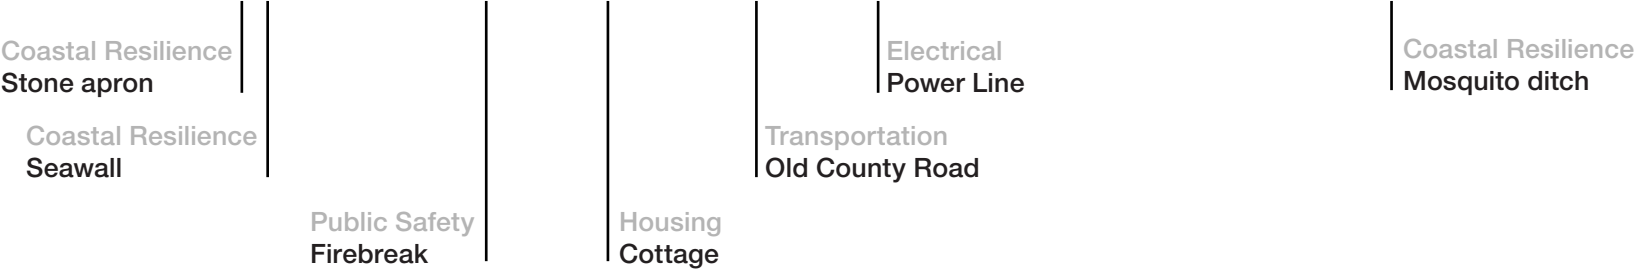 Coastal Resilience
Stone apron
Coastal Resilience
Seawall
Public Safety
Firebreak
Housing
Cottage
Transportation
Old County Road
Electrical
Power Line
Coastal Resilience
Mosquito ditch